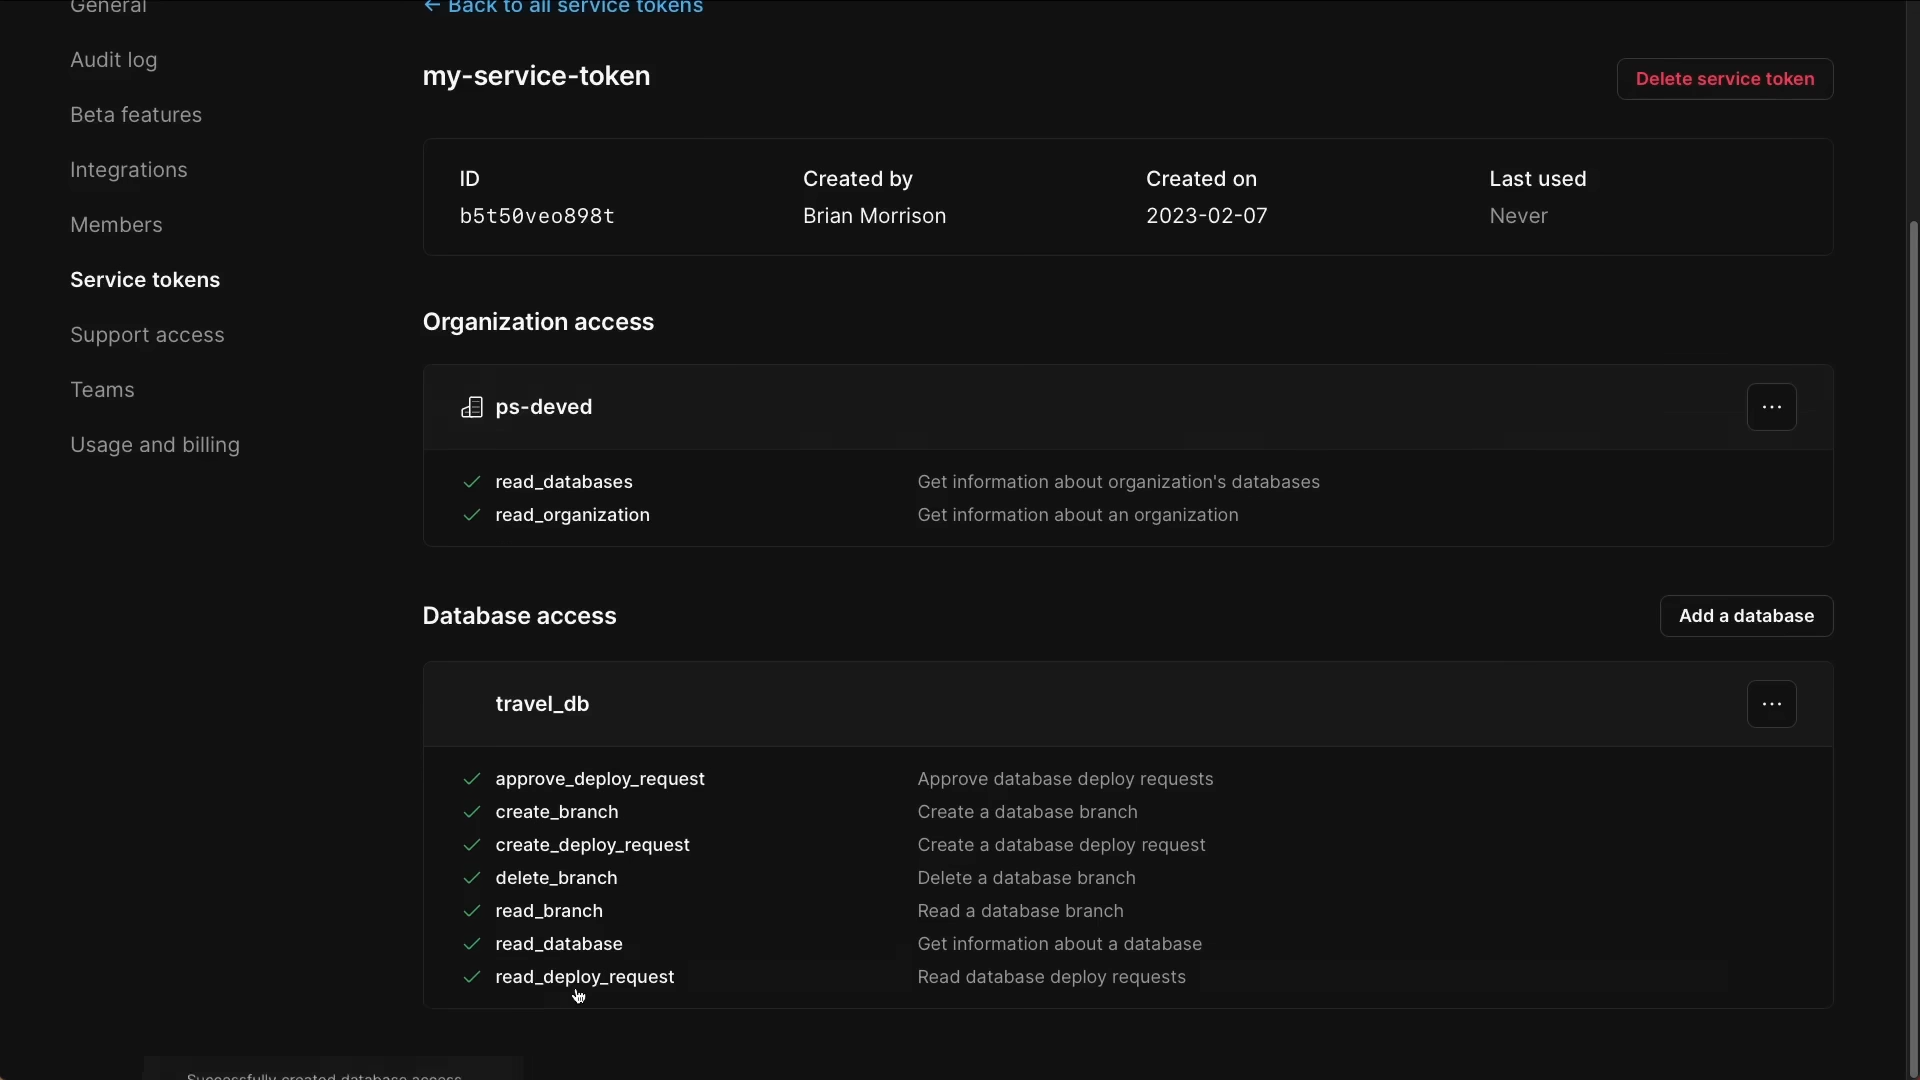 General
Audit log
Beta features
Integrations
Members
Service tokens
Support access
Teams
Usage and billing
← Back to all service tokens
my-service-token
Delete service token
ID
b5t50veo898t
Created by
Brian Morrison
Created on
2023-02-07
Last used
Never
Organization access
ps-deved
read_databases Get information about organization's databases
read_organization Get information about an organization
Database access
Add a database
travel_db
approve_deploy_request Approve database deploy requests
create_branch Create a database branch
create_deploy_request Create a database deploy request
delete_branch Delete a database branch
read_branch Read a database branch
read_database Get information about a database
read_deploy_request Read database deploy requests
Successfully created database access